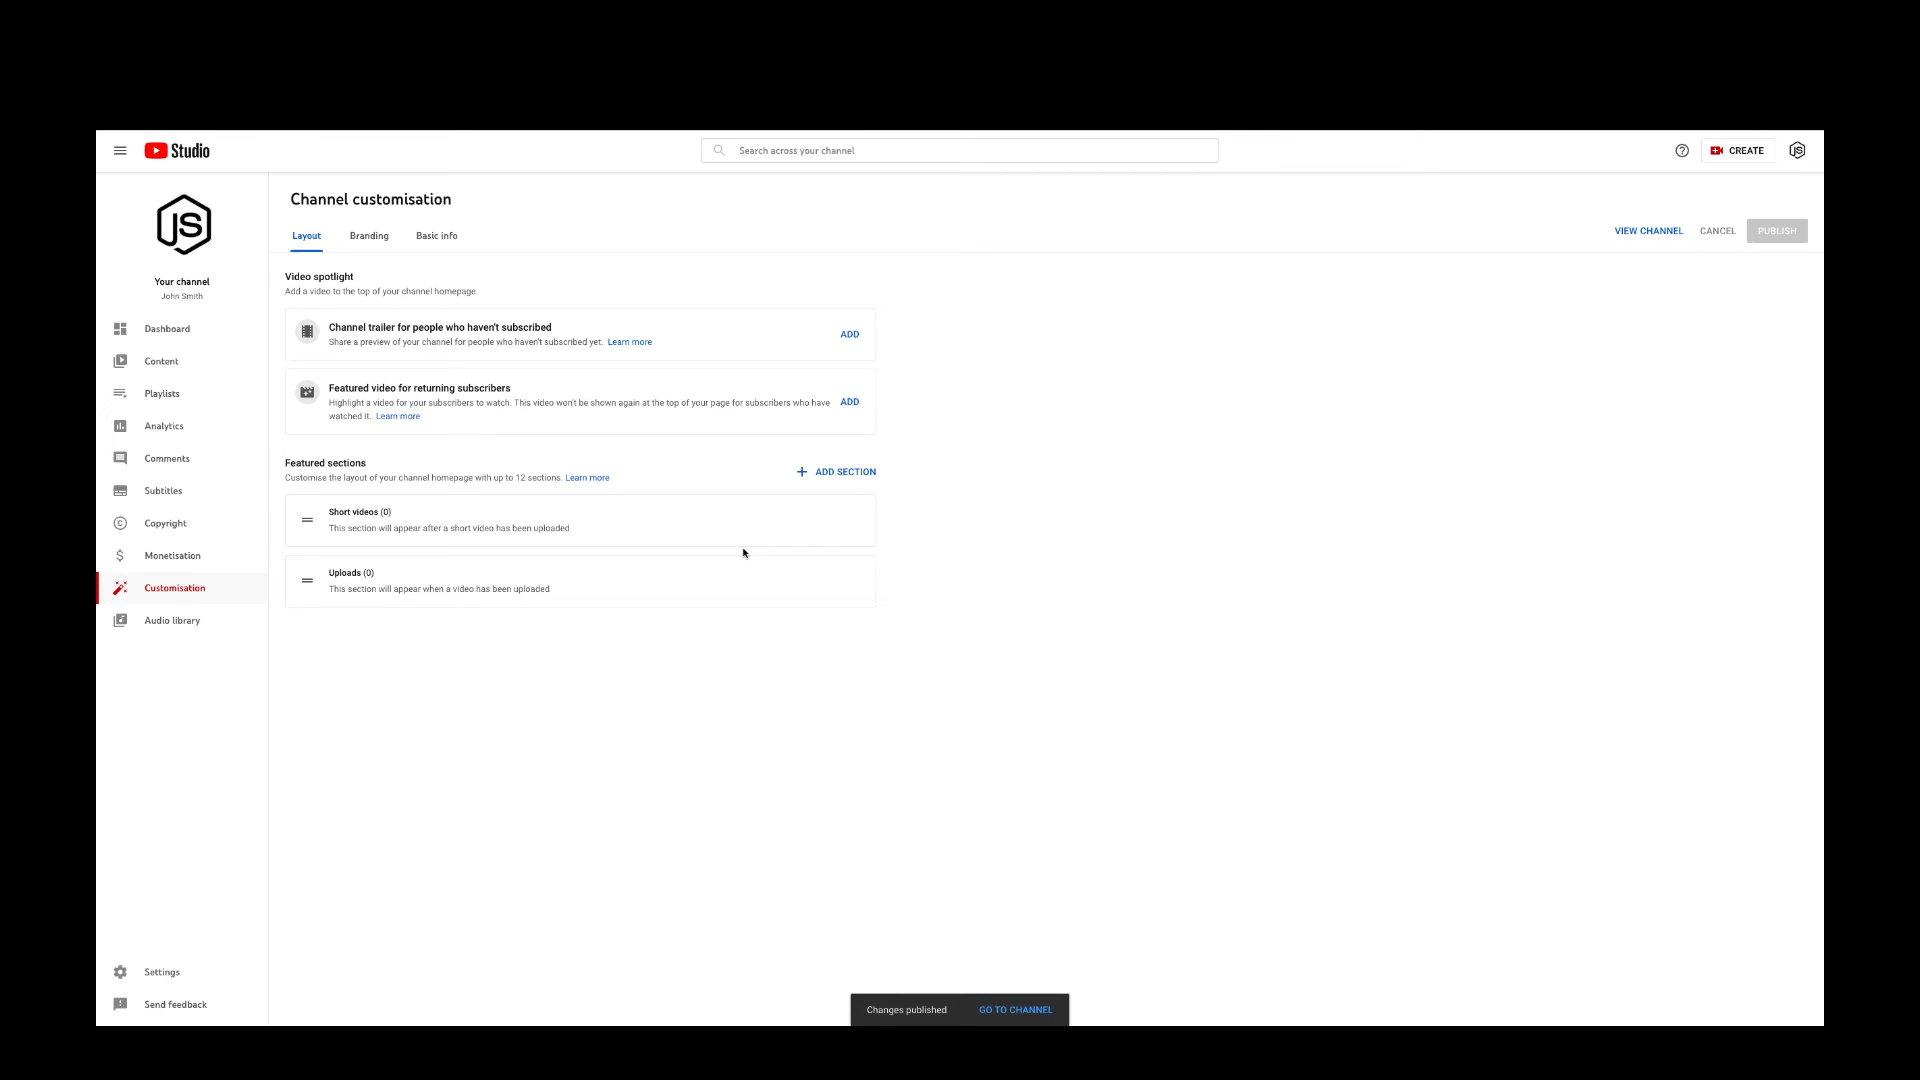 Studio
Search across your channel
CREATE
JS
JS
Your channel
John Smith
Dashboard
Content
Playlists
Analytics
Comments
Subtitles
Copyright
Monetisation
Customisation
Audio library
Settings
Send feedback
Channel customisation
Layout
Branding
Basic info
VIEW CHANNEL
CANCEL
PUBLISH
Video spotlight
Add a video to the top of your channel homepage.
Channel trailer for people who haven't subscribed
Share a preview of your channel for people who haven't subscribed yet. Learn more
ADD
Featured video for returning subscribers
Highlight a video for your subscribers to watch. This video won't be shown again at the top of your page for subscribers who have
watched it. Learn more
ADD
Featured sections
Customise the layout of your channel homepage with up to 12 sections. Learn more
ADD SECTION
Short videos (0)
This section will appear after a short video has been uploaded
Uploads (0)
This section will appear when a video has been uploaded
Changes published
GO TO CHANNEL